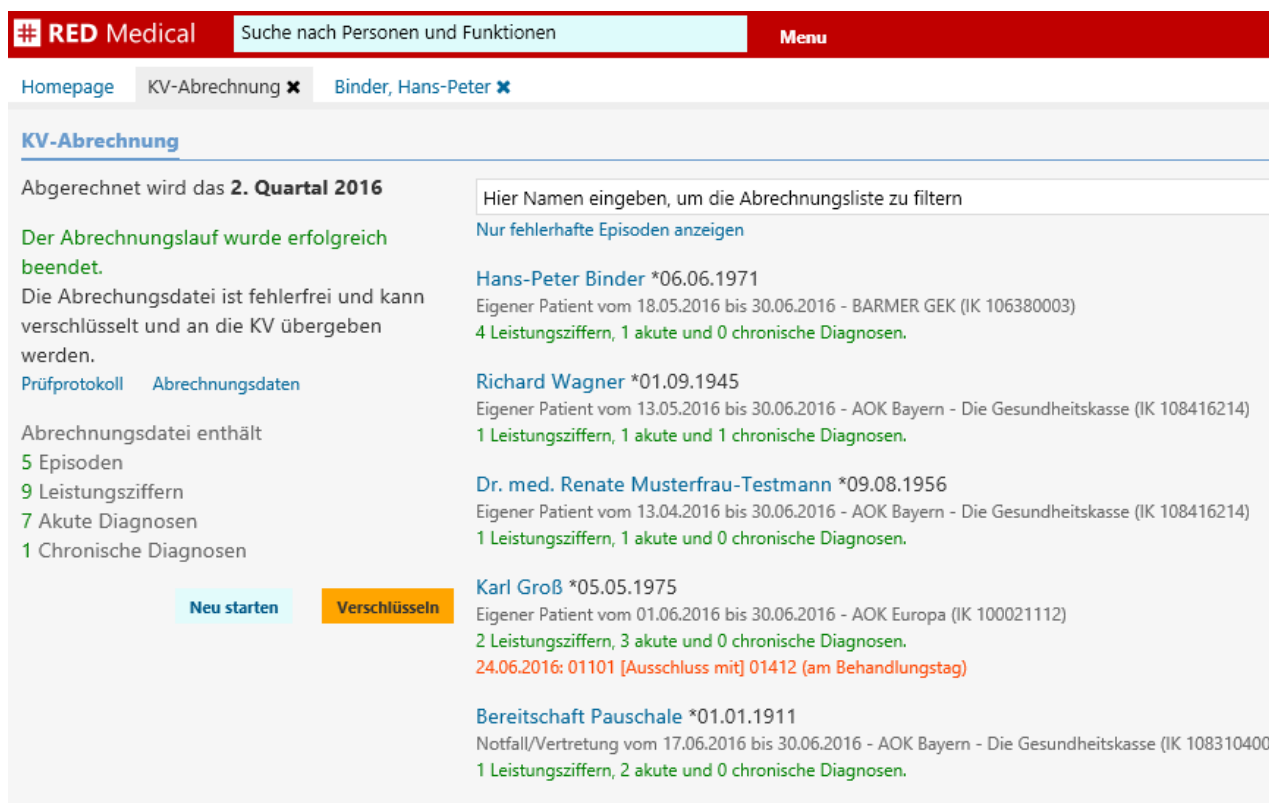 # RED Medical
Suche nach Personen und Funktionen
Menu
Homepage
KV-Abrechnung ✖
Binder, Hans-Peter ✖
KV-Abrechnung
Abgerechnet wird das 2. Quartal 2016
Der Abrechnungslauf wurde erfolgreich
beendet.
Die Abrechungsdatei ist fehlerfrei und kann
verschlüsselt und an die KV übergeben
werden.
Prüfprotokoll
Abrechnungsdaten
Abrechnungsdatei enthält
5 Episoden
9 Leistungsziffern
7 Akute Diagnosen
1 Chronische Diagnosen
Neu starten
Verschlüsseln
Hier Namen eingeben, um die Abrechnungsliste zu filtern
Nur fehlerhafte Episoden anzeigen
Hans-Peter Binder *06.06.1971
Eigener Patient vom 18.05.2016 bis 30.06.2016 - BARMER GEK (IK 106380003)
4 Leistungsziffern, 1 akute und 0 chronische Diagnosen.
Richard Wagner *01.09.1945
Eigener Patient vom 13.05.2016 bis 30.06.2016 - AOK Bayern - Die Gesundheitskasse (IK 108416214)
1 Leistungsziffern, 1 akute und 1 chronische Diagnosen.
Dr. med. Renate Musterfrau-Testmann *09.08.1956
Eigener Patient vom 13.04.2016 bis 30.06.2016 - AOK Bayern - Die Gesundheitskasse (IK 108416214)
1 Leistungsziffern, 1 akute und 0 chronische Diagnosen.
Karl Groß *05.05.1975
Eigener Patient vom 01.06.2016 bis 30.06.2016 - AOK Europa (IK 100021112)
2 Leistungsziffern, 3 akute und 0 chronische Diagnosen.
24.06.2016: 01101 [Ausschluss mit] 01412 (am Behandlungstag)
Bereitschaft Pauschale *01.01.1911
Notfall/Vertretung vom 17.06.2016 bis 30.06.2016 - AOK Bayern - Die Gesundheitskasse (IK 108310400
1 Leistungsziffern, 2 akute und 0 chronische Diagnosen.